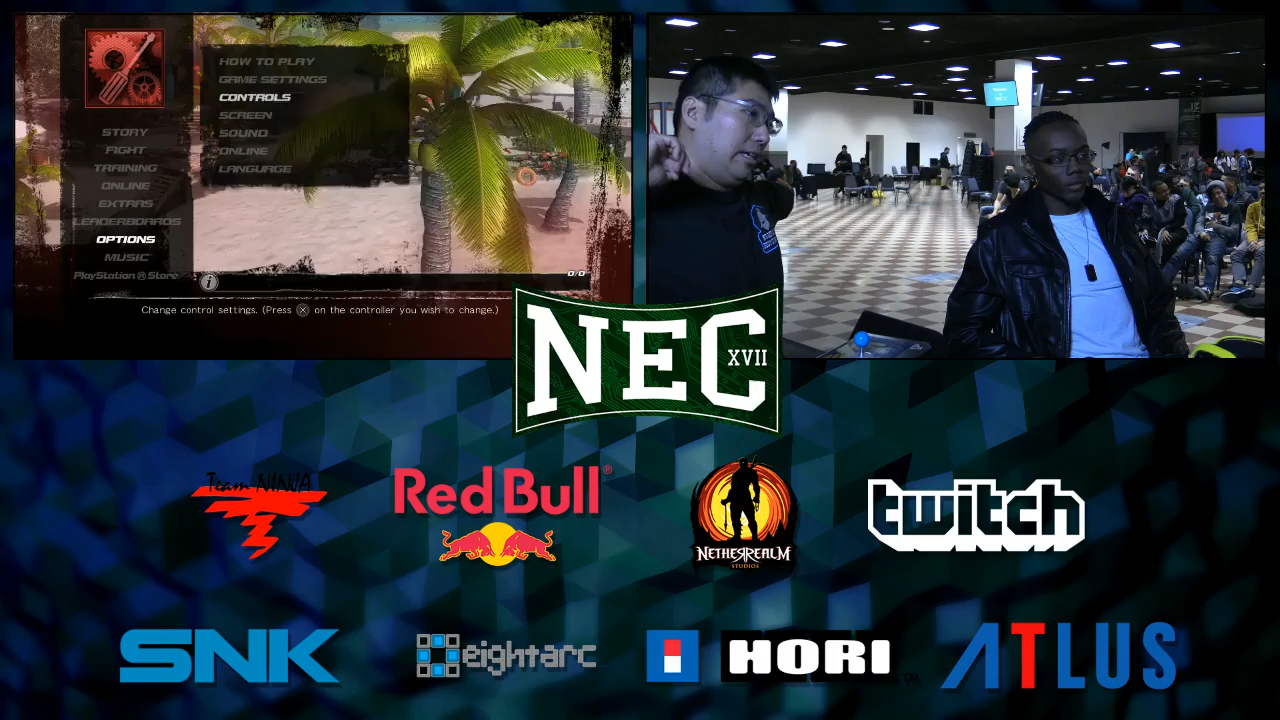 HOW TO PLAY
GAME SETTINGS
CONTROLS
SCREEN
SOUND
ONLINE
LANGUAGE
STORY
FIGHT
TRAINING
ONLINE
EXTRAS
LEADERBOARDS
OPTIONS
MUSIC
PlayStation®Store
i
0/0
Change control settings. (Press ⊗ on the controller you wish to change.)
NEC
XVII
Team NINJA
Red Bull®
NETHERREALM
STUDIOS
twitch
SNK
eightarc
HORI™
ATLUS